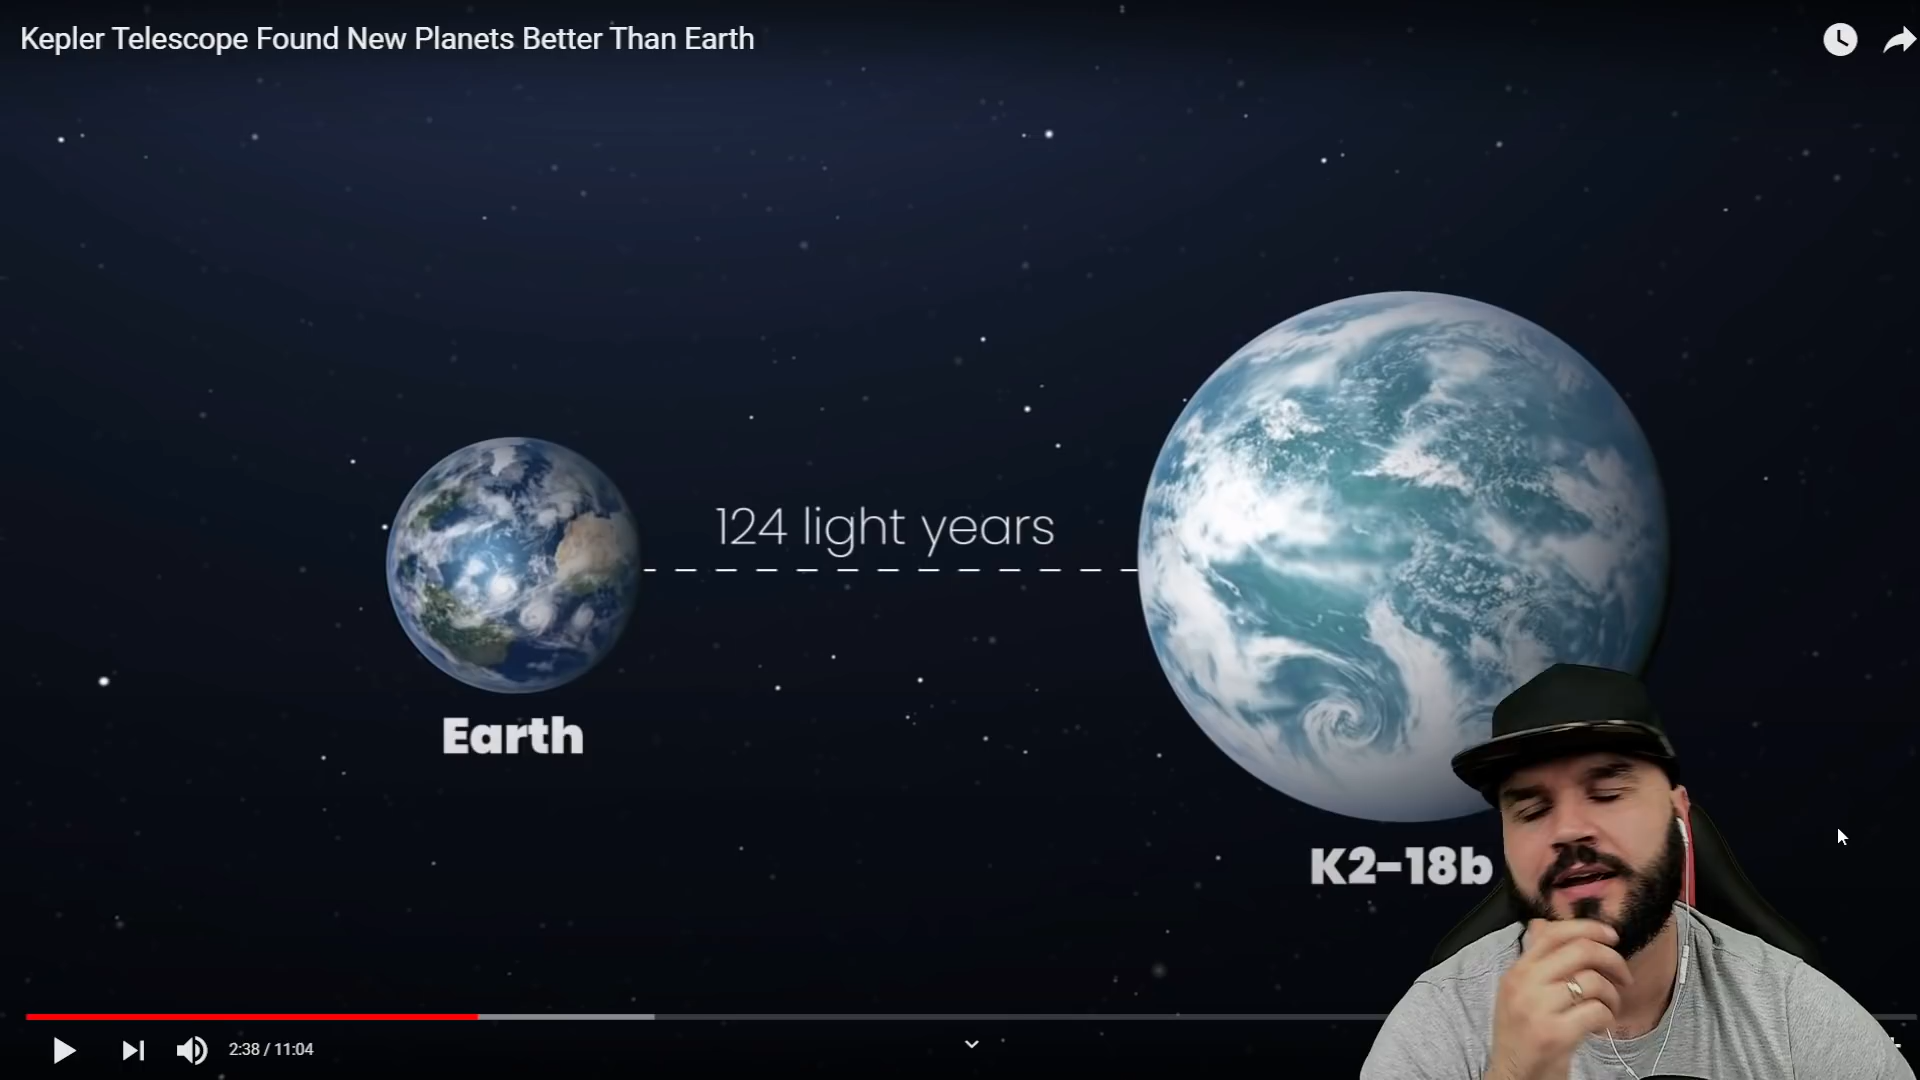 Kepler Telescope Found New Planets Better Than Earth
124 light years
Earth
K2-18b
2:38 / 11:04